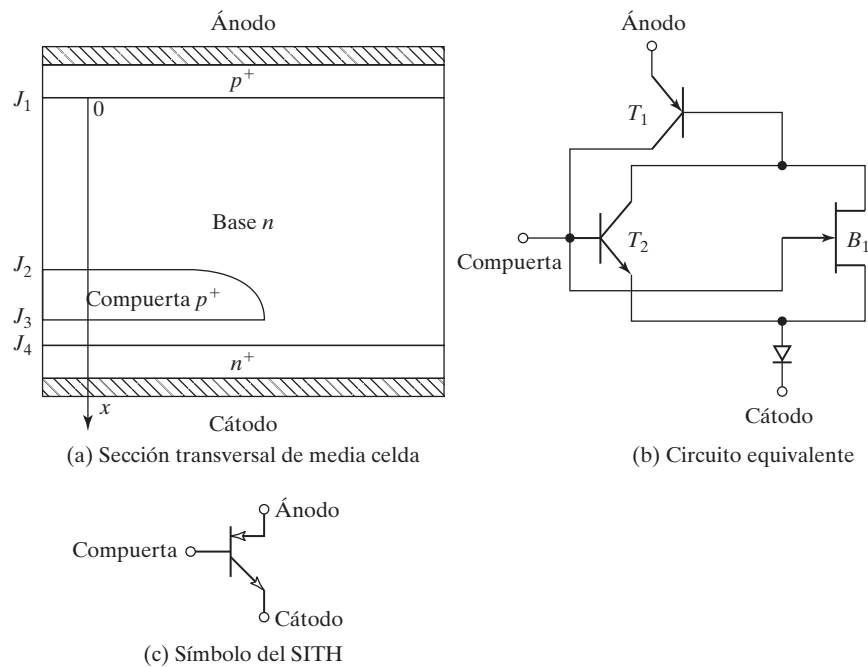 Ánodo
p+
J1
0
Base n
J2
Compuerta p+
J3
J4
n+
x
Cátodo
(a) Sección transversal de media celda
Ánodo
T1
T2
B1
Compuerta
Cátodo
(b) Circuito equivalente
Ánodo
Compuerta
Cátodo
(c) Símbolo del SITH